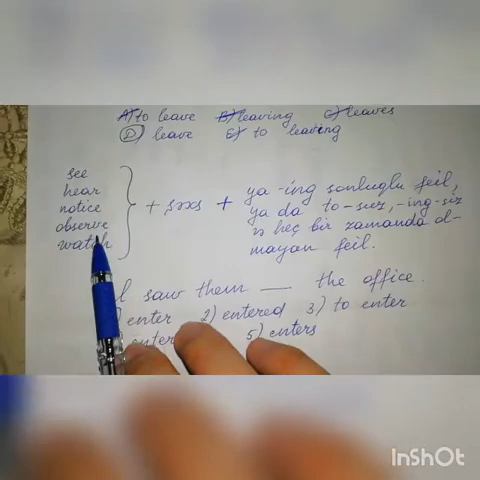 A) to leave B) leaving C) leaves
D) leave E) to leaving
see
hear
notice
observe
watch
+ şəxs +
ya -ing sonluqlu feil,
ya da to-suz, -ing-siz
və heç bir zamanda ol-
mayan feil.
I saw them ___ the office.
) enter 2) entered 3) to enter
5) enters
InShOt